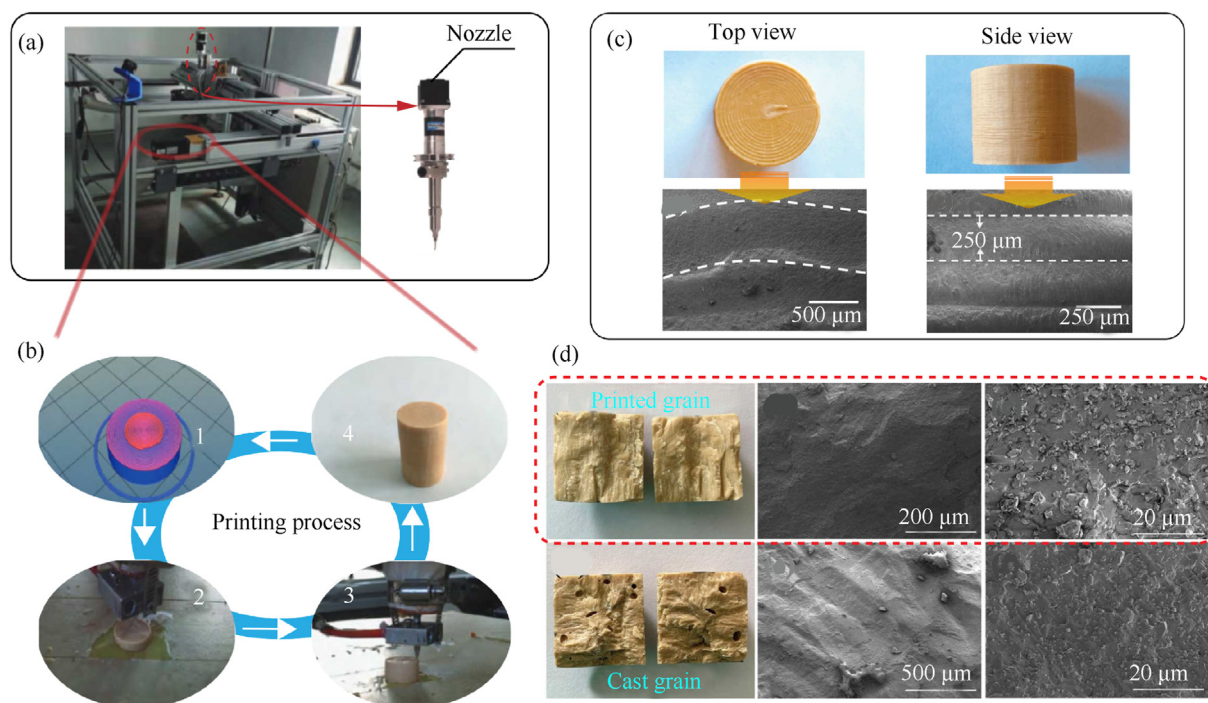 (a)
Nozzle
(b)
1
4
Printing process
2
3
(c)
Top view
Side view
250 μm
500 μm
250 μm
(d)
Printed grain
200 μm
20 μm
Cast grain
500 μm
20 μm